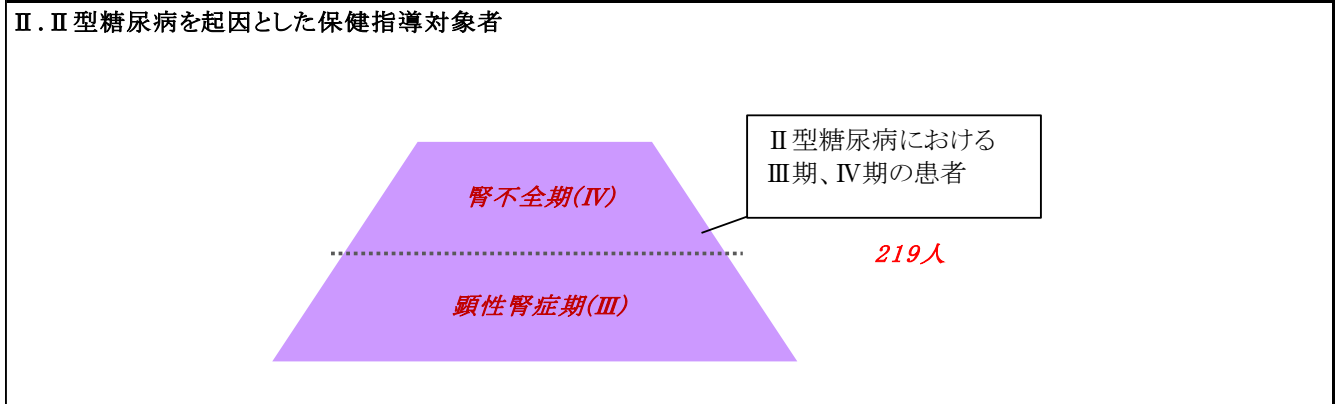 Ⅱ.Ⅱ型糖尿病を起因とした保健指導対象者
Ⅱ型糖尿病における
Ⅲ期、Ⅳ期の患者
腎不全期(Ⅳ)
219人
顕性腎症期(Ⅲ)